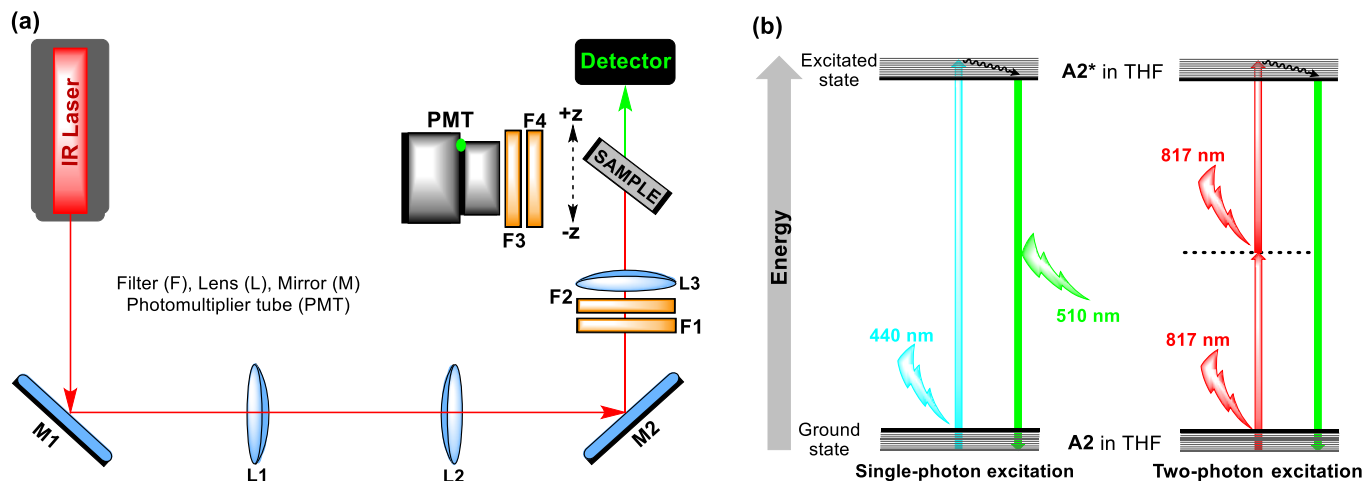 (a)
IR Laser
Detector
PMT
F3
F4
+z
-z
SAMPLE
L3
F2
F1
Filter (F), Lens (L), Mirror (M)
Photomultiplier tube (PMT)
M1
L1
L2
M2
(b)
Energy
Excitated
state
A2* in THF
440 nm
510 nm
817 nm
817 nm
Ground
state
A2 in THF
Single-photon excitation
Two-photon excitation